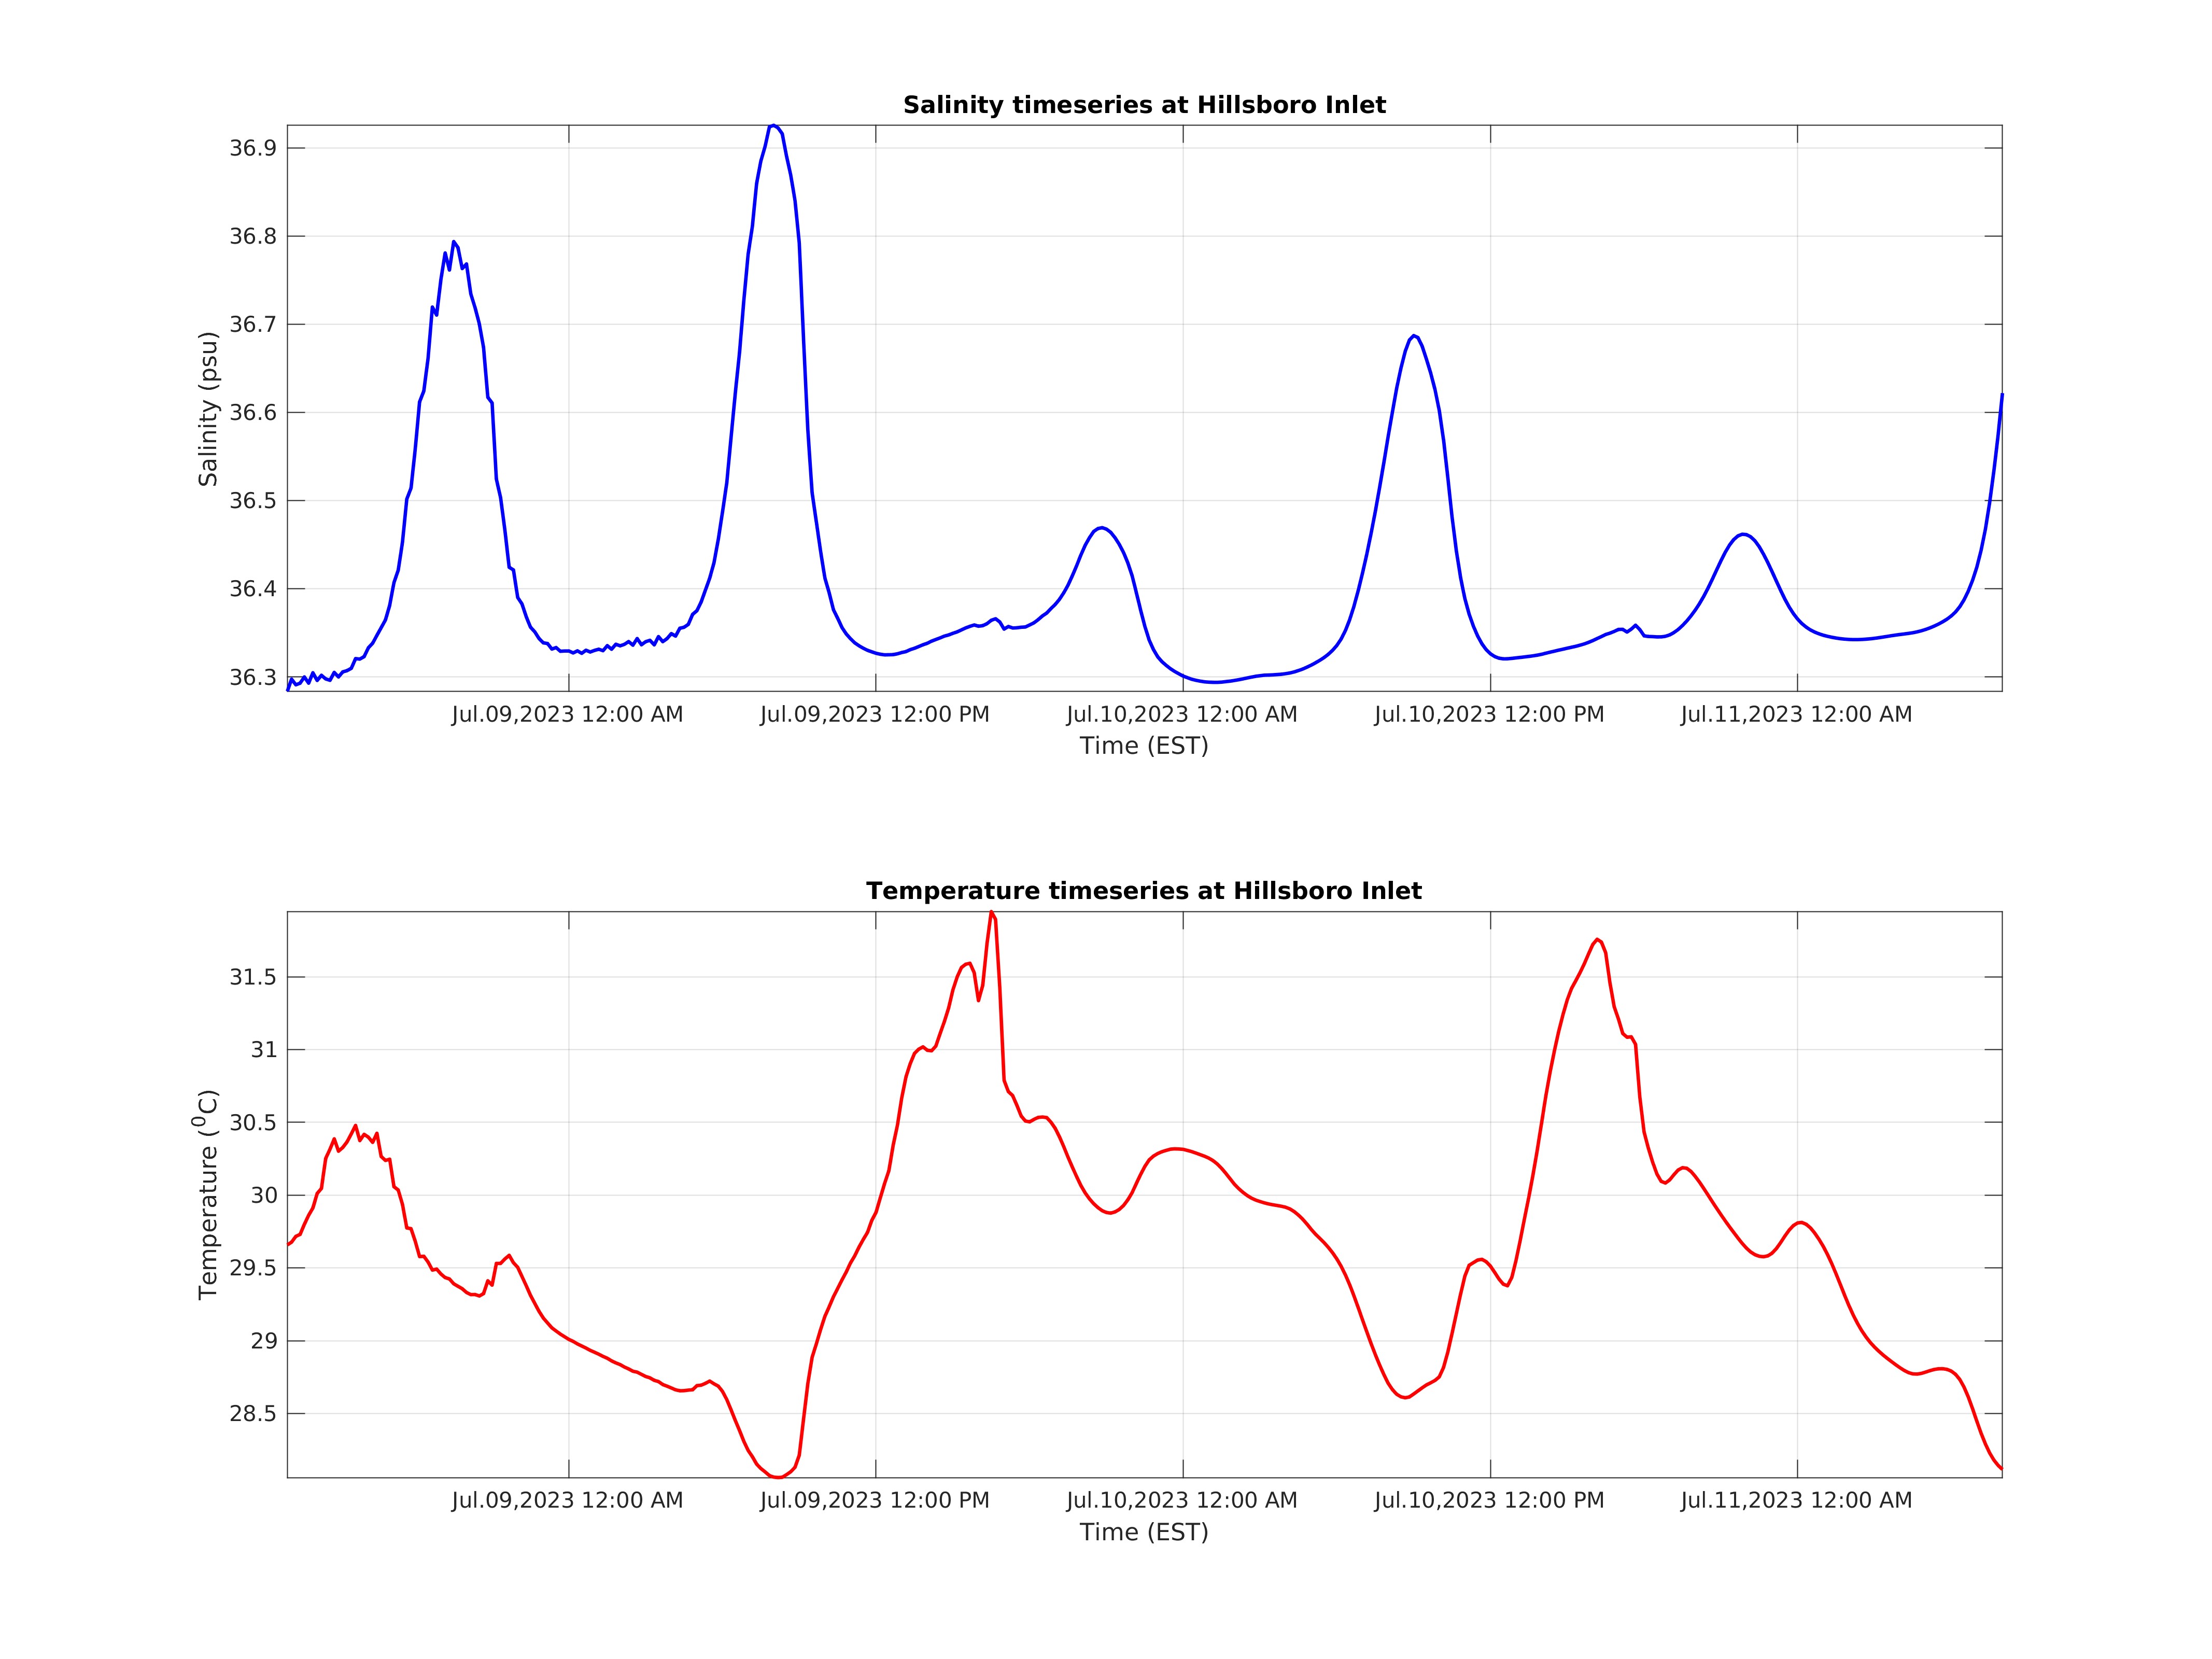 Salinity timeseries at Hillsboro Inlet
36.9
36.8
36.7
36.6
36.5
36.4
36.3
Salinity (psu)
Jul.09,2023 12:00 AM Jul.09,2023 12:00 PM Jul.10,2023 12:00 AM Jul.10,2023 12:00 PM Jul.11,2023 12:00 AM
Time (EST)
Temperature timeseries at Hillsboro Inlet
31.5
31
30.5
30
29.5
29
28.5
Temperature (⁰C)
Jul.09,2023 12:00 AM Jul.09,2023 12:00 PM Jul.10,2023 12:00 AM Jul.10,2023 12:00 PM Jul.11,2023 12:00 AM
Time (EST)